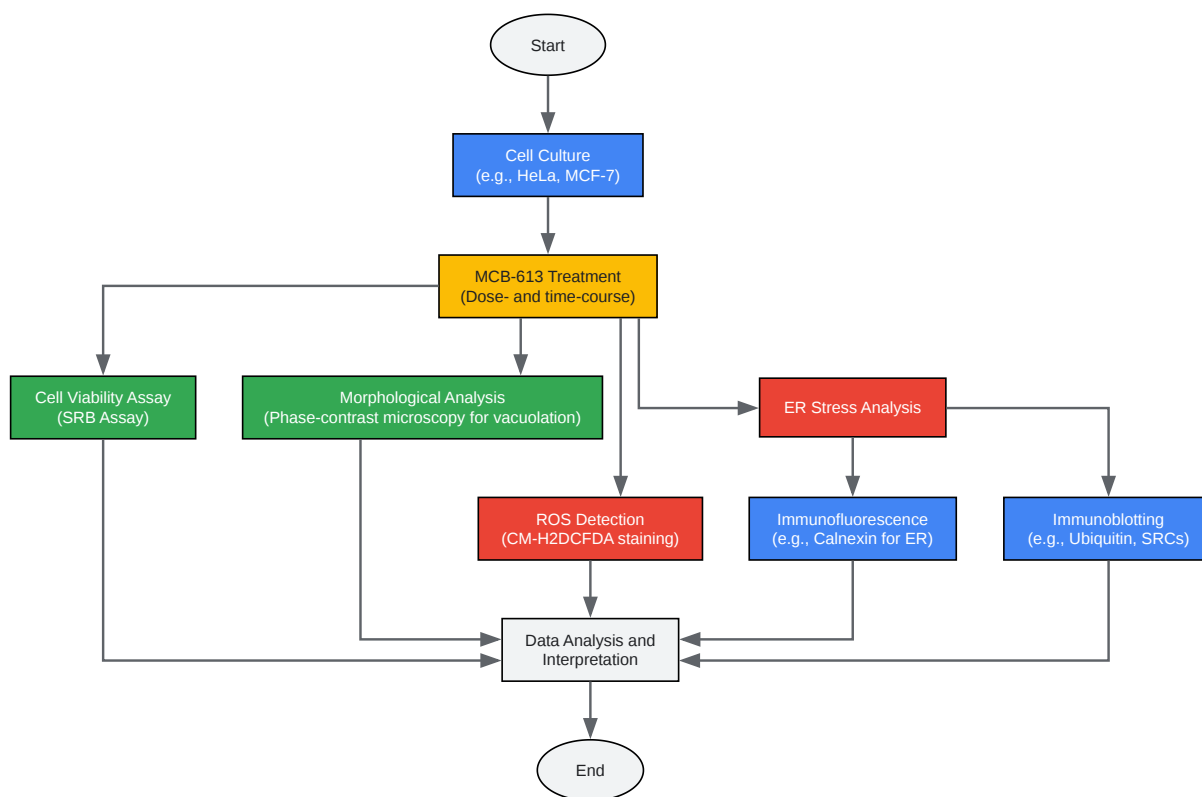 Start
Cell Culture
(e.g., HeLa, MCF-7)
MCB-613 Treatment
(Dose- and time-course)
Cell Viability Assay
(SRB Assay)
Morphological Analysis
(Phase-contrast microscopy for vacuolation)
ER Stress Analysis
ROS Detection
(CM-H2DCFDA staining)
Immunofluorescence
(e.g., Calnexin for ER)
Immunoblotting
(e.g., Ubiquitin, SRCs)
Data Analysis and
Interpretation
End